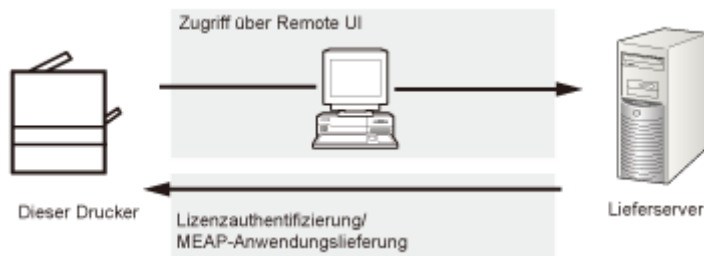 Zugriff über Remote UI
Dieser Drucker
Lieferserver
Lizenzauthentifizierung/
MEAP-Anwendungslieferung